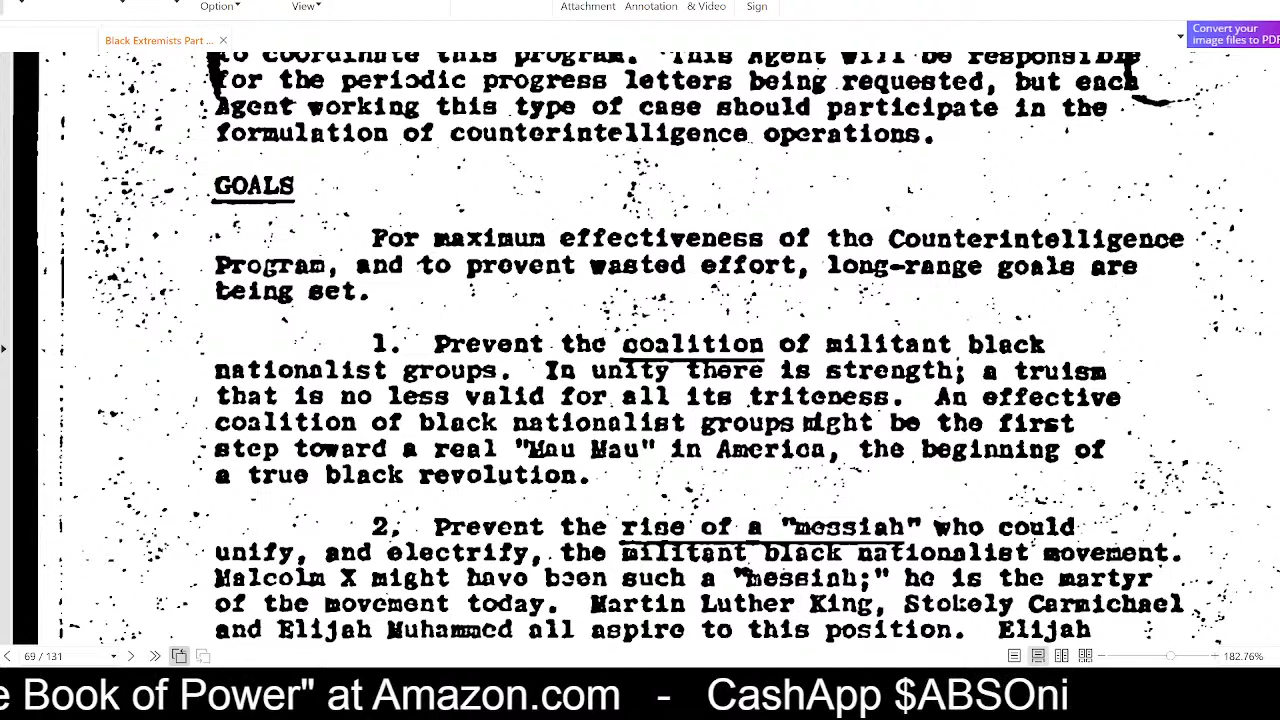 Option View Attachment Annotation & Video Sign
Black Extremists Part ... Convert your
image files to PDF
to coordinate this program. This Agent will be responsible
for the periodic progress letters being requested, but each
Agent working this type of case should participate in the
formulation of counterintelligence operations.
GOALS
For maximum effectiveness of the Counterintelligence
Program, and to prevent wasted effort, long-range goals are
being set.
1. Prevent the coalition of militant black
nationalist groups. In unity there is strength; a truism
that is no less valid for all its triteness. An effective
coalition of black nationalist groups might be the first
step toward a real "Mau Mau" in America, the beginning of
a true black revolution.
2. Prevent the rise of a "messiah" who could
unify, and electrify, the militant black nationalist movement.
Malcolm X might have been such a "messiah;" he is the martyr
of the movement today. Martin Luther King, Stokely Carmichael
and Elijah Muhammed all aspire to this position. Elijah
69 / 131 182.76%
e Book of Power" at Amazon.com - CashApp $ABSOni